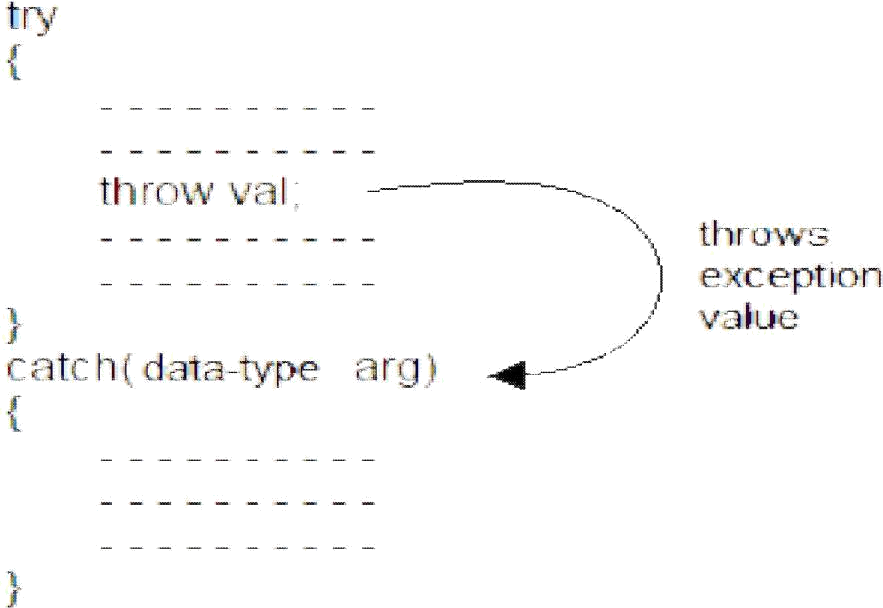 try
{
- - - - - - - - - -
- - - - - - - - - -
throw val;
- - - - - - - - - -
- - - - - - - - - -
}
catch( data-type arg)
{
- - - - - - - - - -
- - - - - - - - - -
- - - - - - - - - -
}
throws
exception
value